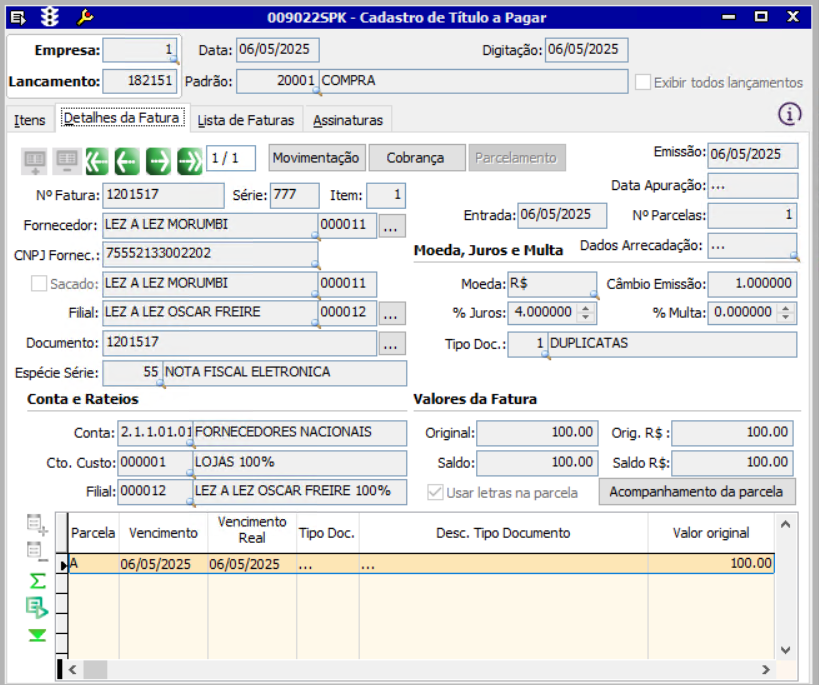 009022SPK - Cadastro de Título a Pagar
Empresa: 1 Data: 06/05/2025 Digitação: 06/05/2025
Lancamento: 182151 Padrão: 20001 COMPRA Exibir todos lançamentos
Itens Detalhes da Fatura Lista de Faturas Assinaturas
1 / 1 Movimentação Cobrança Parcelamento Emissão: 06/05/2025
Data Apuração: ...
Nº Fatura: 1201517 Série: 777 Item: 1
Entrada: 06/05/2025 Nº Parcelas: 1
Fornecedor: LEZ A LEZ MORUMBI 000011 ...
Moeda, Juros e Multa Dados Arrecadação: ...
CNPJ Fornec.: 75552133002202
Sacado: LEZ A LEZ MORUMBI 000011 Moeda: R$ Câmbio Emissão: 1.000000
Filial: LEZ A LEZ OSCAR FREIRE 000012 ... % Juros: 4.000000 % Multa: 0.000000
Documento: 1201517 ... Tipo Doc.: 1 DUPLICATAS
Espécie Série: 55 NOTA FISCAL ELETRONICA
Conta e Rateios Valores da Fatura
Conta: 2.1.1.01.01 FORNECEDORES NACIONAIS Original: 100.00 Orig. R$ : 100.00
Cto. Custo: 000001 LOJAS 100% Saldo: 100.00 Saldo R$: 100.00
Filial: 000012 LEZ A LEZ OSCAR FREIRE 100% Usar letras na parcela Acompanhamento da parcela
Parcela Vencimento Vencimento Real Tipo Doc. Desc. Tipo Documento Valor original
A 06/05/2025 06/05/2025 ... ... 100.00